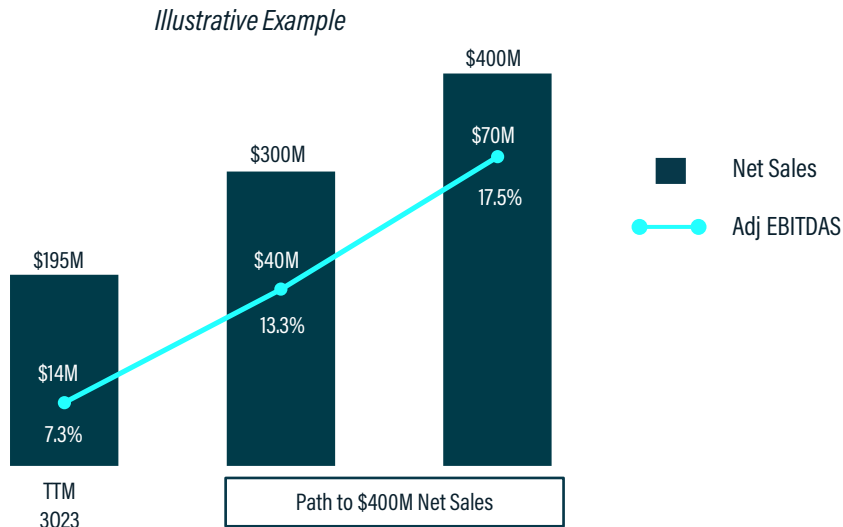 Illustrative Example
$400M
$70M
17.5%
$300M
$40M
13.3%
$195M
$14M
7.3%
Net Sales
Adj EBITDAS
TTM
3Q23
Path to $400M Net Sales